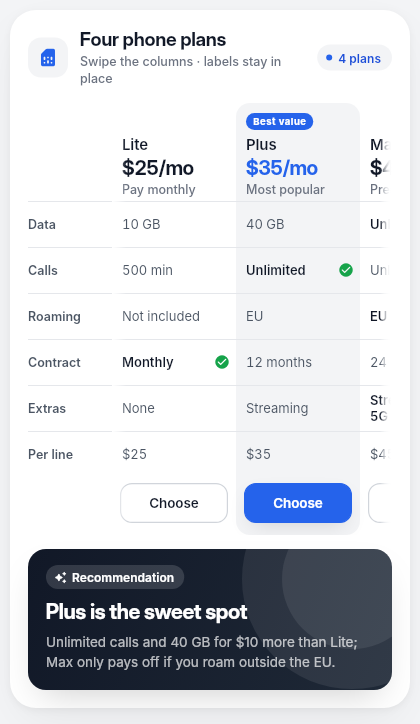 Four phone plans
Swipe the columns · labels stay in
place
4 plans
Best value
Lite Plus
$25/mo $35/mo
Pay monthly Most popular
Data 10 GB 40 GB
Calls 500 min Unlimited
Roaming Not included EU EU
Contract Monthly 12 months 24
Extras None Streaming
5G
Per line $25 $35
Choose Choose
Recommendation
Plus is the sweet spot
Unlimited calls and 40 GB for $10 more than Lite;
Max only pays off if you roam outside the EU.